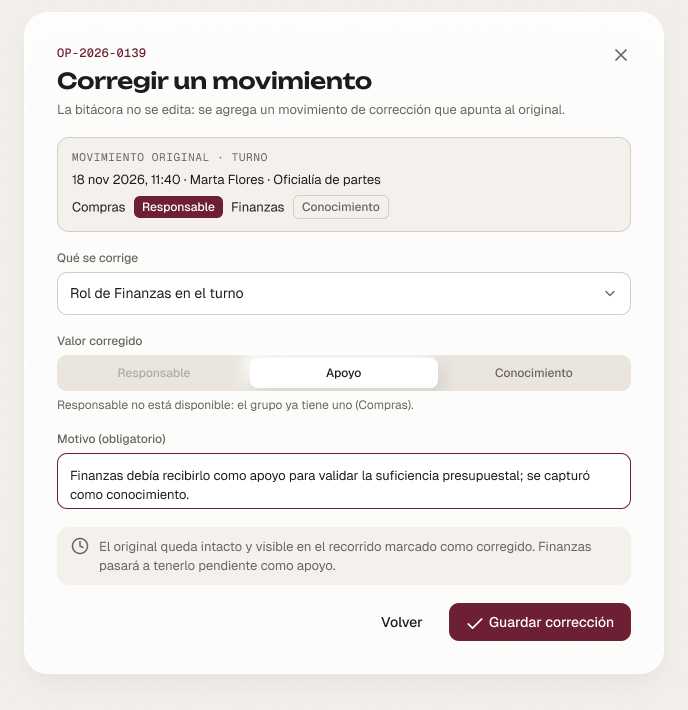 OP-2026-0139
Corregir un movimiento
La bitácora no se edita: se agrega un movimiento de corrección que apunta al original.
MOVIMIENTO ORIGINAL · TURNO
18 nov 2026, 11:40 · Marta Flores · Oficialía de partes
Compras Responsable Finanzas Conocimiento
Qué se corrige
Rol de Finanzas en el turno
Valor corregido
Responsable Apoyo Conocimiento
Responsable no está disponible: el grupo ya tiene uno (Compras).
Motivo (obligatorio)
Finanzas debía recibirlo como apoyo para validar la suficiencia presupuestal; se capturó
como conocimiento.
El original queda intacto y visible en el recorrido marcado como corregido. Finanzas
pasará a tenerlo pendiente como apoyo.
Volver Guardar corrección